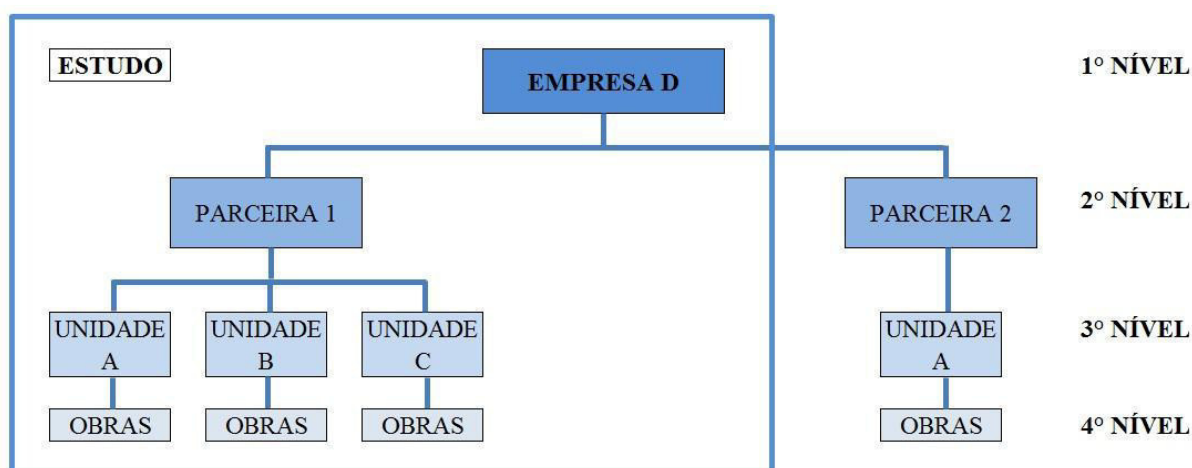 ESTUDO
EMPRESA D
1° NÍVEL
PARCEIRA 1
PARCEIRA 2
2° NÍVEL
UNIDADE
A
UNIDADE
B
UNIDADE
C
UNIDADE
A
3° NÍVEL
OBRAS
OBRAS
OBRAS
OBRAS
4° NÍVEL